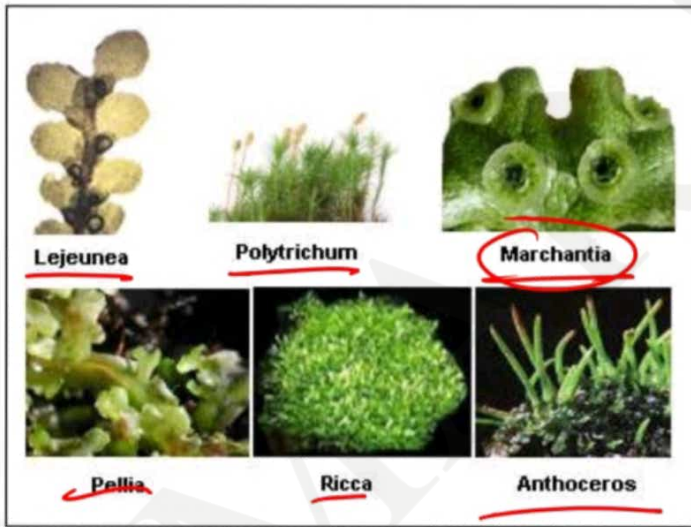 Lejeunea
Polytrichum
Marchantia
Pellia
Ricca
Anthoceros